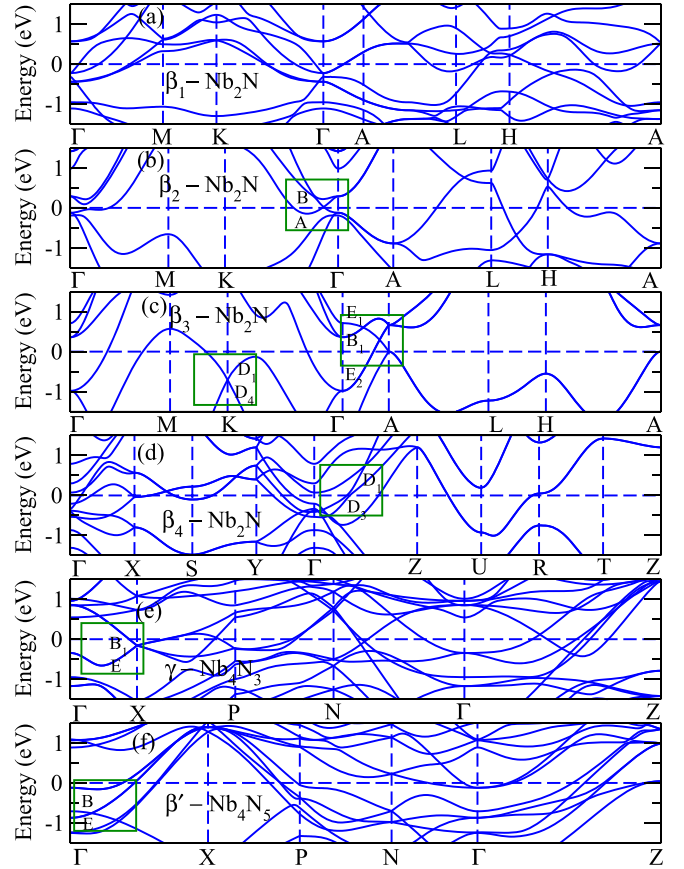 (a)
Energy (eV)
1
0
-1
β₁ – Nb₂N
Γ M K Γ A L H A
(b)
Energy (eV)
1
0
-1
β₂ – Nb₂N
B
A
Γ M K Γ A L H A
(c)
Energy (eV)
1
0
-1
β₃ – Nb₂N
E₁
B₁
D₁
E₂
D₄
Γ M K Γ A L H A
(d)
Energy (eV)
1
0
-1
D₁
D₃
β₄ – Nb₂N
Γ X S Y Γ Z U R T Z
(e)
Energy (eV)
1
0
-1
B₁
E
γ – Nb₄N₃
Γ X P N Γ Z
(f)
Energy (eV)
1
0
-1
B
E
β′ – Nb₄N₅
Γ X P N Γ Z